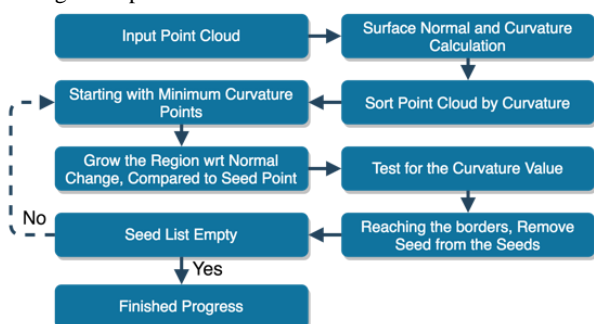 Input Point Cloud
Surface Normal and Curvature
Calculation
Starting with Minimum Curvature
Points
Sort Point Cloud by Curvature
Grow the Region wrt Normal
Change, Compared to Seed Point
Test for the Curvature Value
No
Seed List Empty
Reaching the borders, Remove
Seed from the Seeds
Yes
Finished Progress